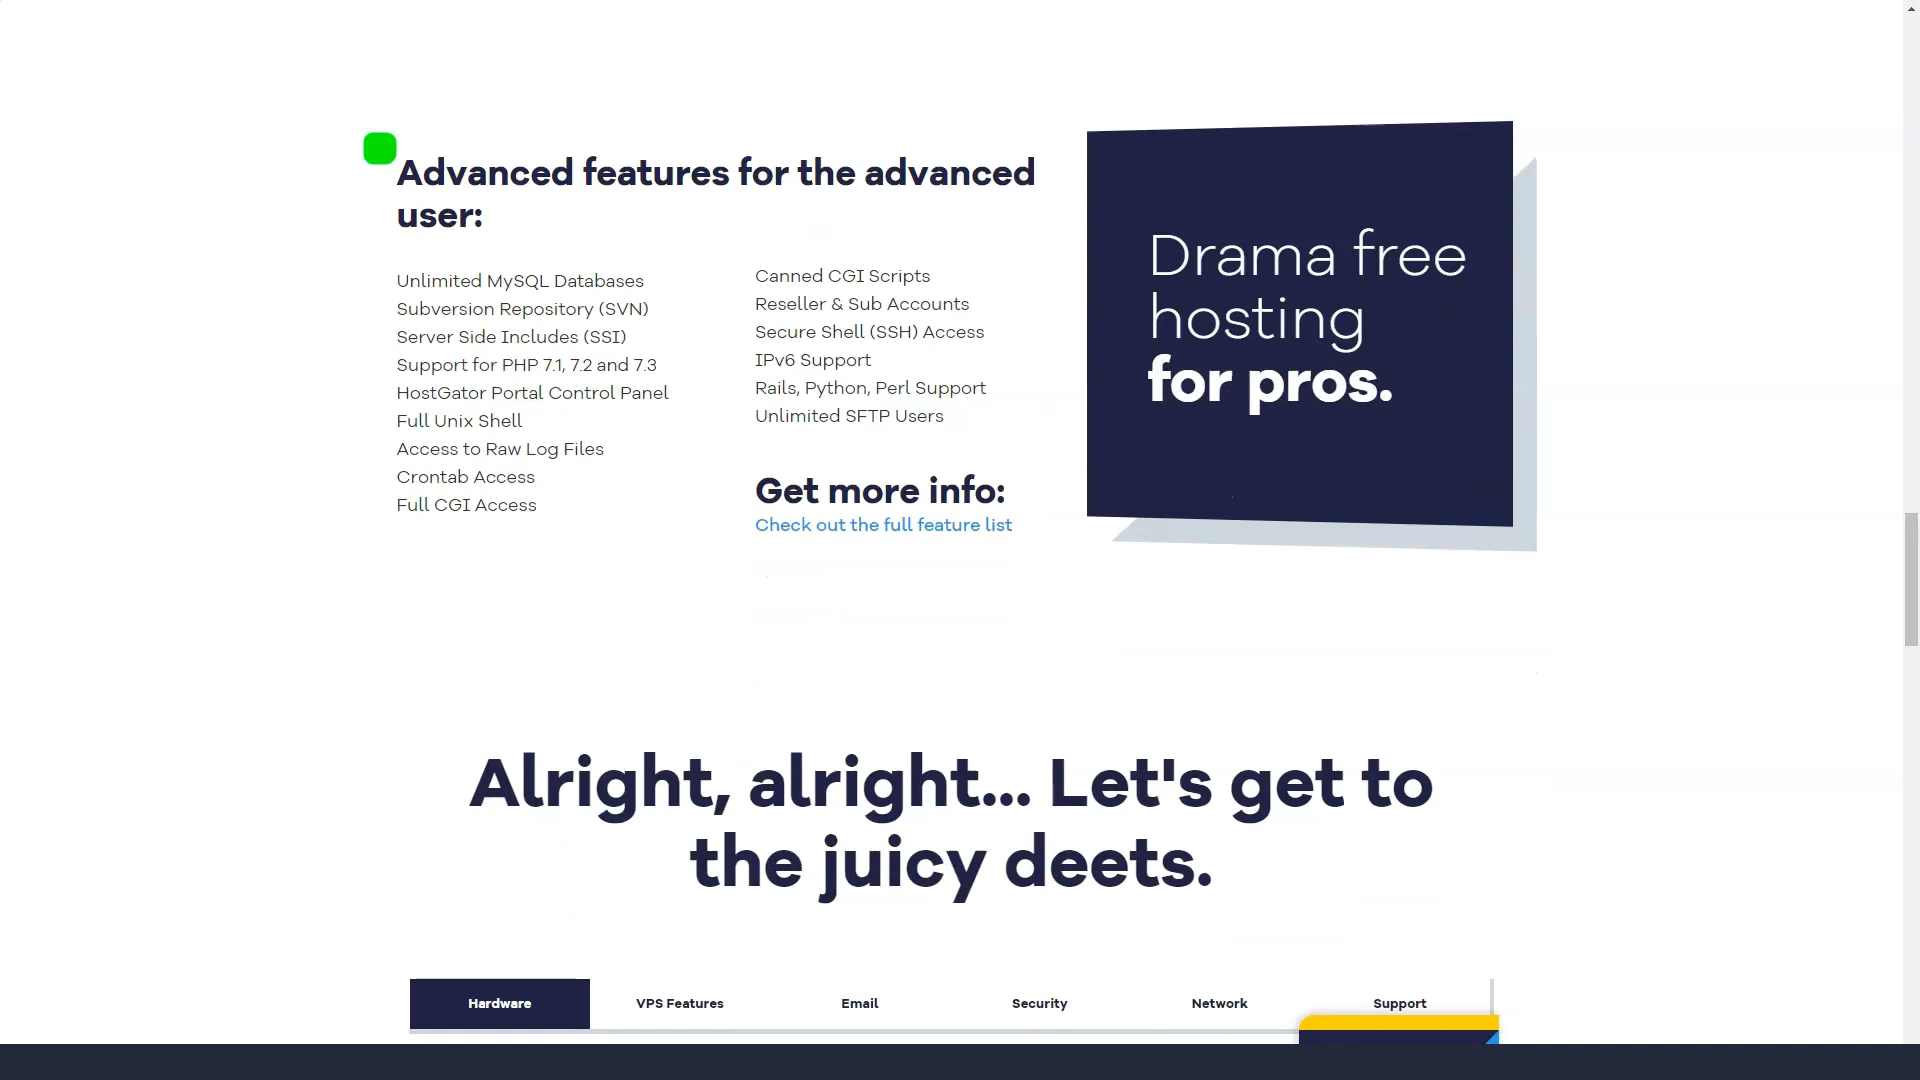 Advanced features for the advanced
user:
Unlimited MySQL Databases
Subversion Repository (SVN)
Server Side Includes (SSI)
Support for PHP 7.1, 7.2 and 7.3
HostGator Portal Control Panel
Full Unix Shell
Access to Raw Log Files
Crontab Access
Full CGI Access
Canned CGI Scripts
Reseller & Sub Accounts
Secure Shell (SSH) Access
IPv6 Support
Rails, Python, Perl Support
Unlimited SFTP Users
Get more info:
Check out the full feature list
Drama free
hosting
for pros.
Alright, alright... Let's get to
the juicy deets.
Hardware
VPS Features
Email
Security
Network
Support